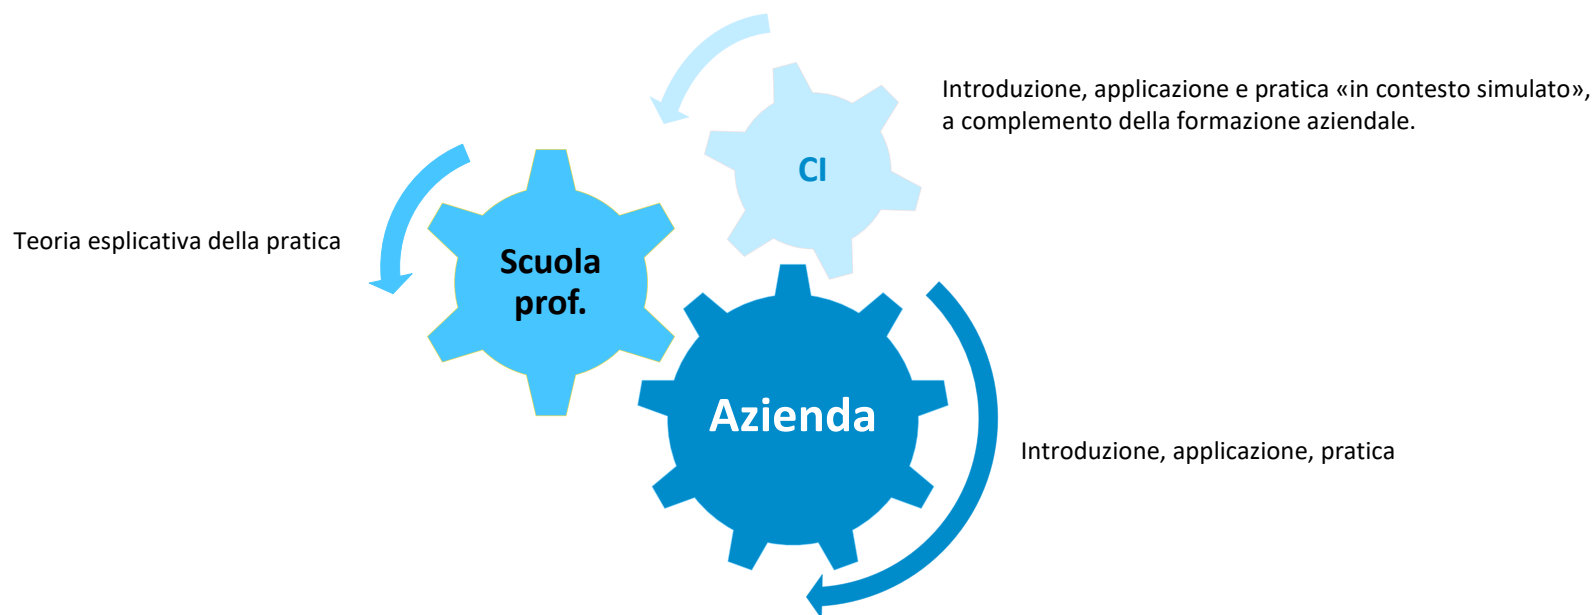 Introduzione, applicazione e pratica «in contesto simulato»,
a complemento della formazione aziendale.
CI
Teoria esplicativa della pratica
Scuola
prof.
Azienda
Introduzione, applicazione, pratica